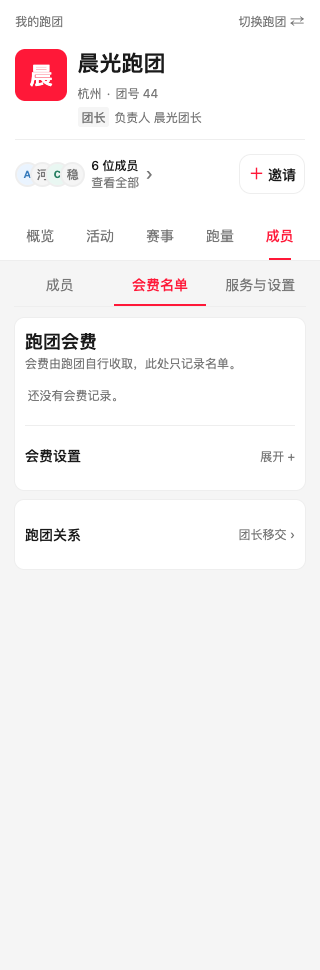 我的跑团
切换跑团 ⇄
晨
晨光跑团
杭州 · 团号 44
团长 负责人 晨光团长
A 河 C 稳
6 位成员
查看全部 ›
+ 邀请
概览 活动 赛事 跑量 成员
成员 会费名单 服务与设置
跑团会费
会费由跑团自行收取，此处只记录名单。
还没有会费记录。
会费设置 展开 +
跑团关系 团长移交 ›